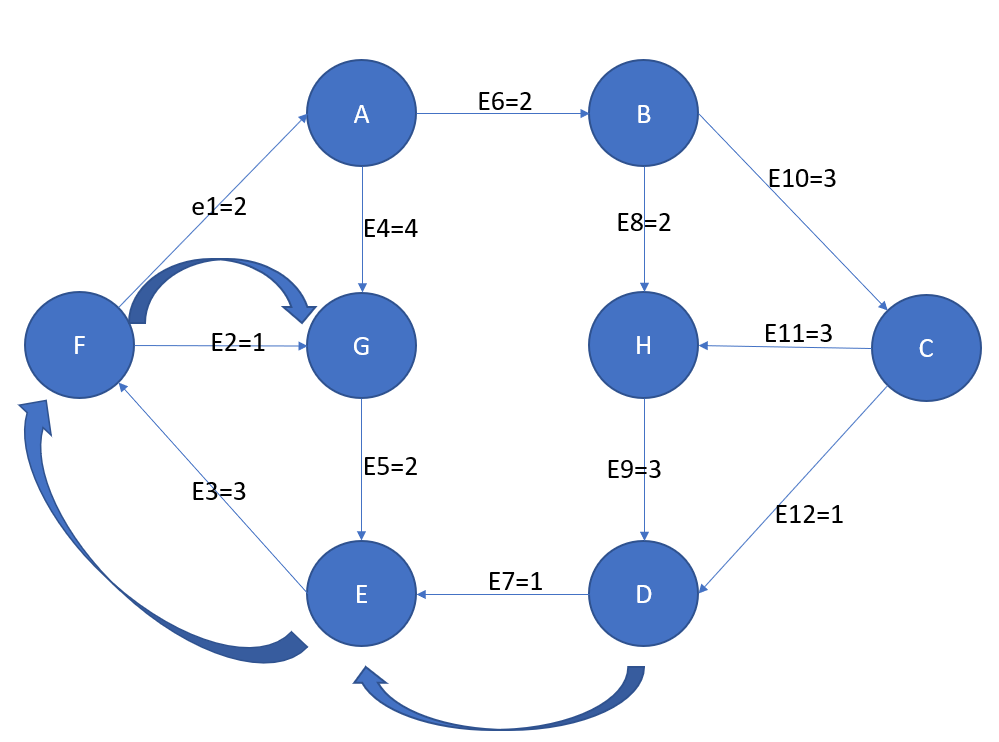 A
E6=2
B
E10=3
e1=2
E4=4
E8=2
F
E2=1
G
H
E11=3
C
E3=3
E5=2
E9=3
E12=1
E
E7=1
D